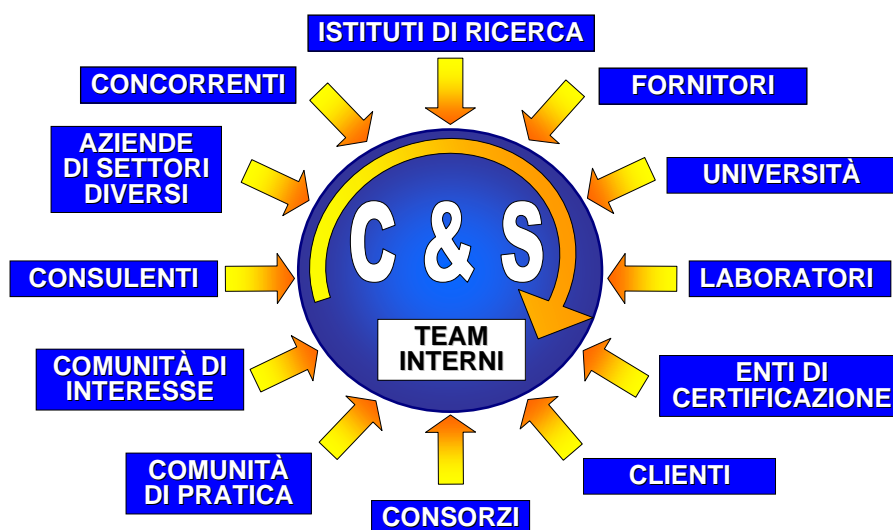 ISTITUTI DI RICERCA
CONCORRENTI
FORNITORI
AZIENDE
DI SETTORI
DIVERSI
UNIVERSITÀ
C & S
CONSULENTI
LABORATORI
TEAM
INTERNI
COMUNITÀ DI
INTERESSE
ENTI DI
CERTIFICAZIONE
COMUNITÀ
DI PRATICA
CLIENTI
CONSORZI